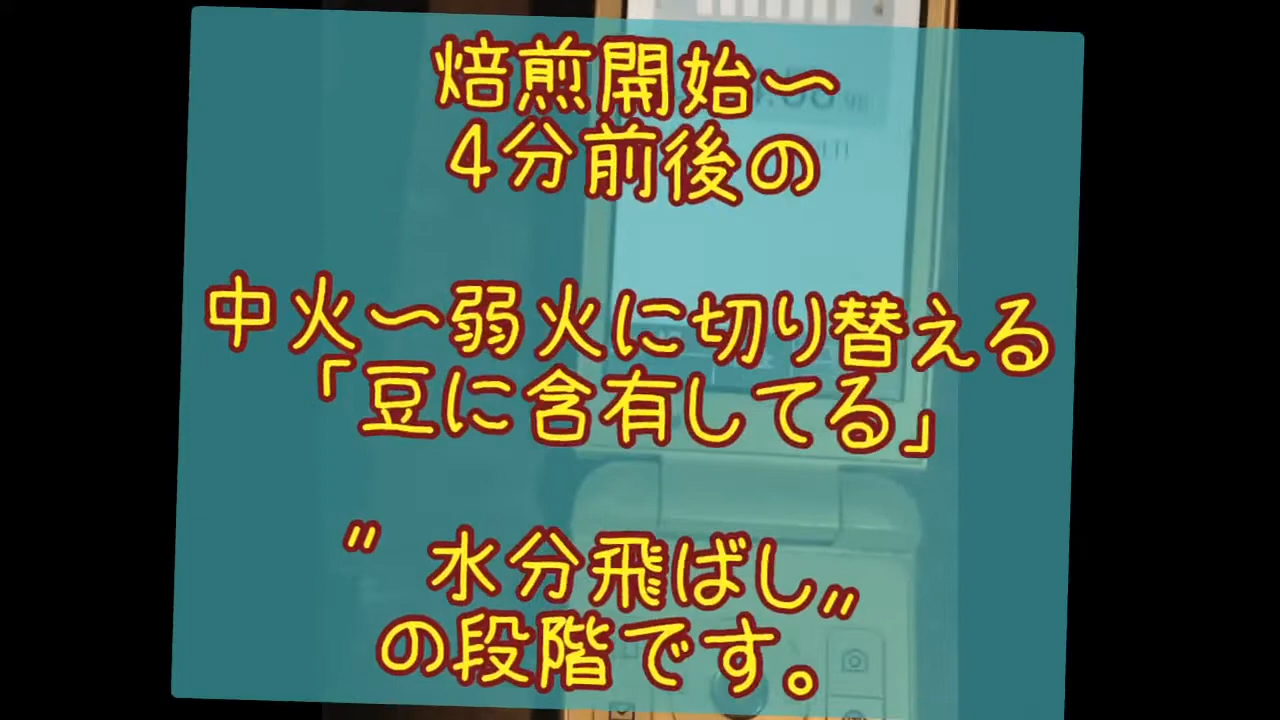 焙煎開始〜
4分前後の
中火〜弱火に切り替える
「豆に含有してる」
〃水分飛ばし〃
の段階です。